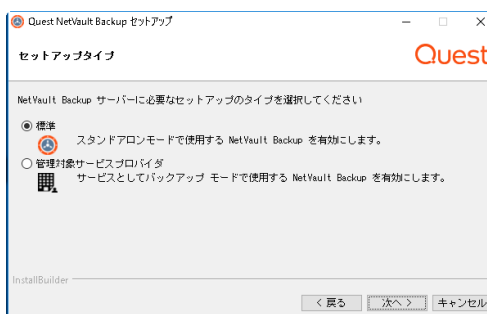 Quest NetVault Backup セットアップ
セットアップタイプ
Quest
NetVault Backup サーバーに必要なセットアップのタイプを選択してください
標準
スタンドアロンモードで使用する NetVault Backup を有効にします。
管理対象サービスプロバイダ
サービスとしてバックアップ モードで使用する NetVault Backup を有効にします。
InstallBuilder
< 戻る
次へ >
キャンセル